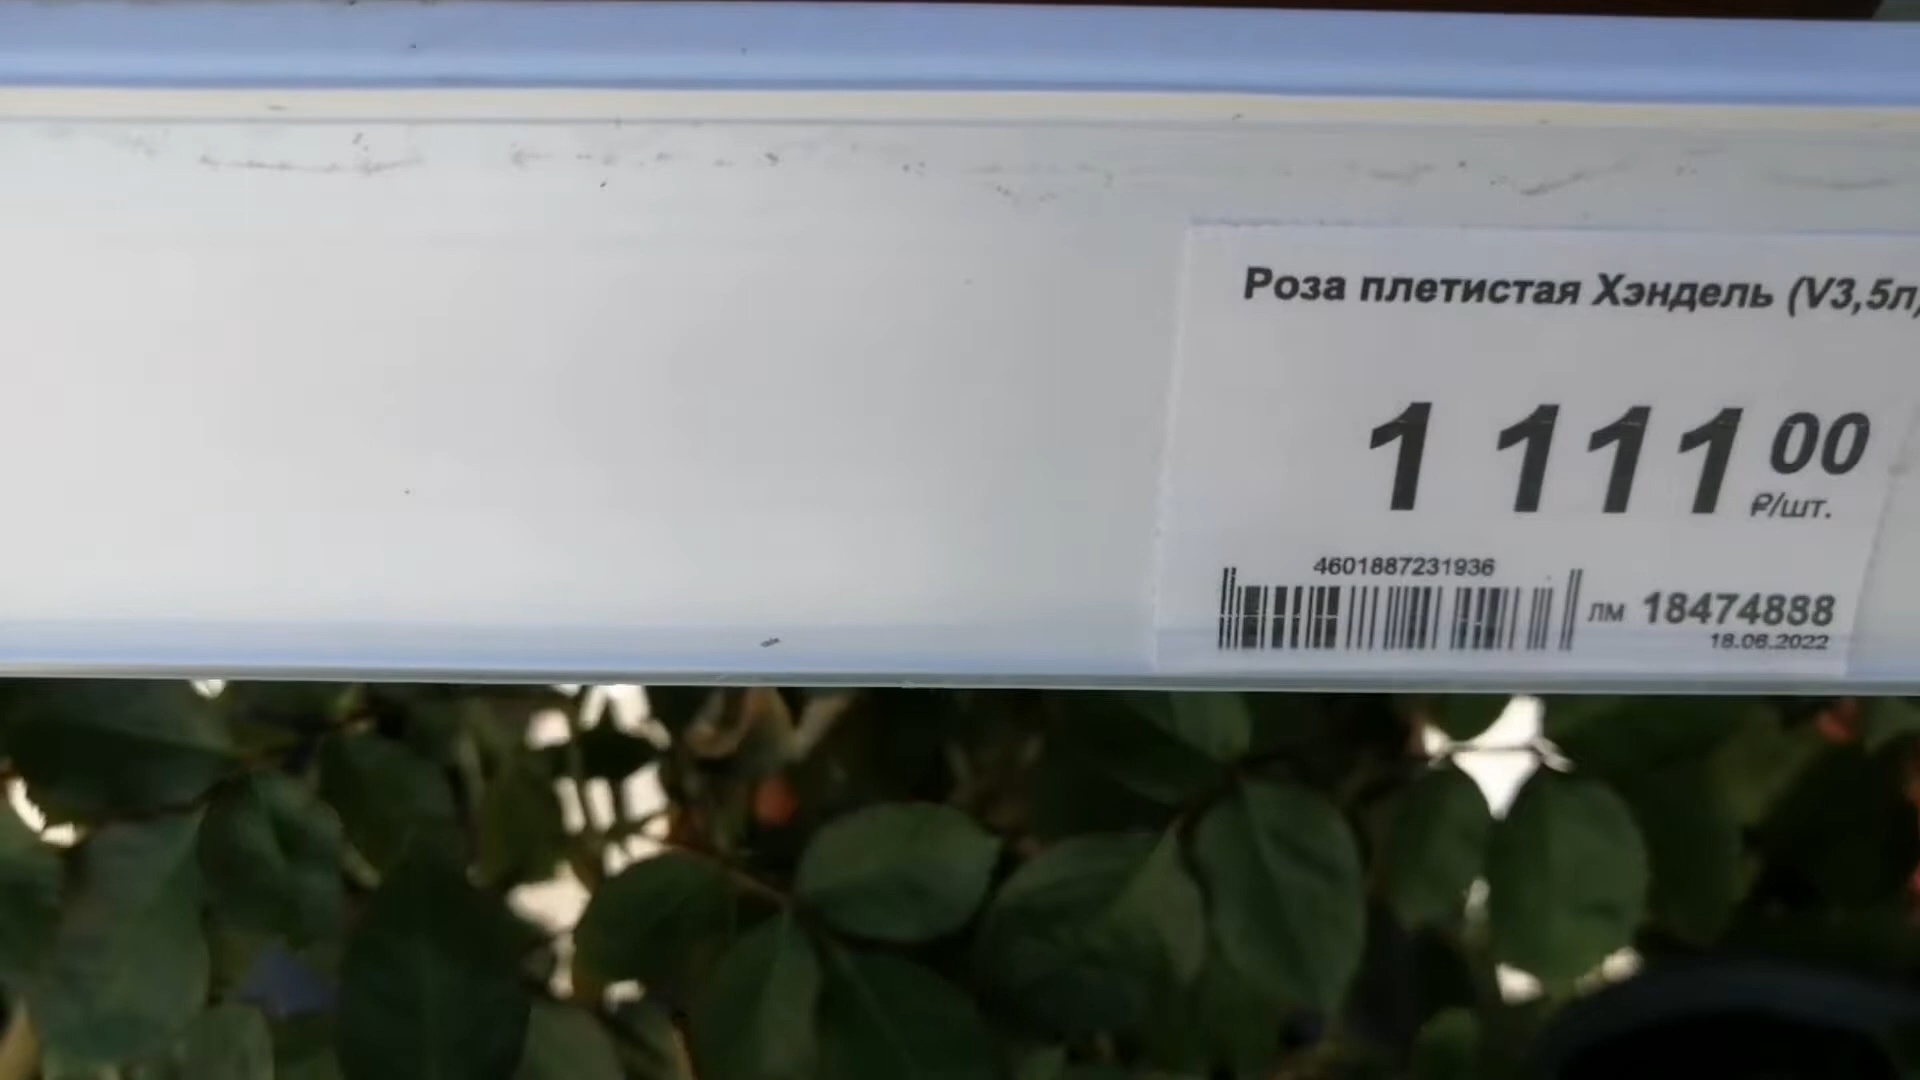 Роза плетистая Хэндель (V3,5л)
1 111 00
₽/шт.
4601887231936
лм 18474888
18.06.2022